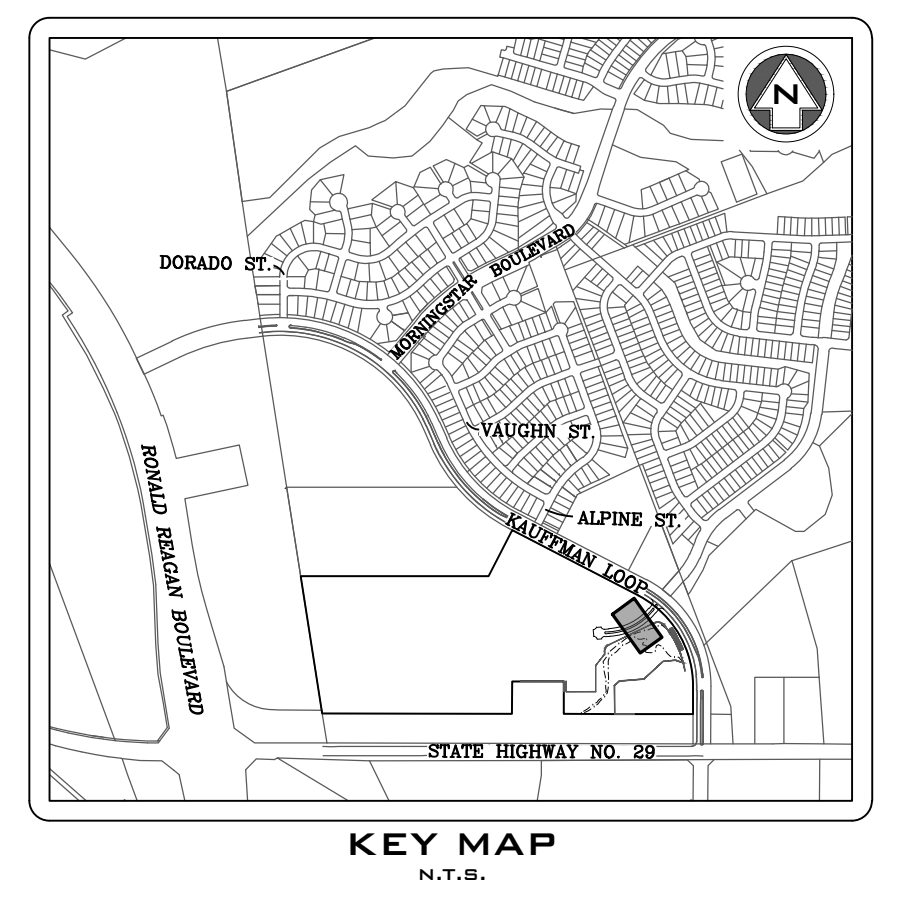 N
MORNINGSTAR BOULEVARD
DORADO ST.
VAUGHN ST.
RONALD REAGAN BOULEVARD
ALPINE ST.
KAUFFMAN LOOP
STATE HIGHWAY NO. 29
KEY MAP
N.T.S.